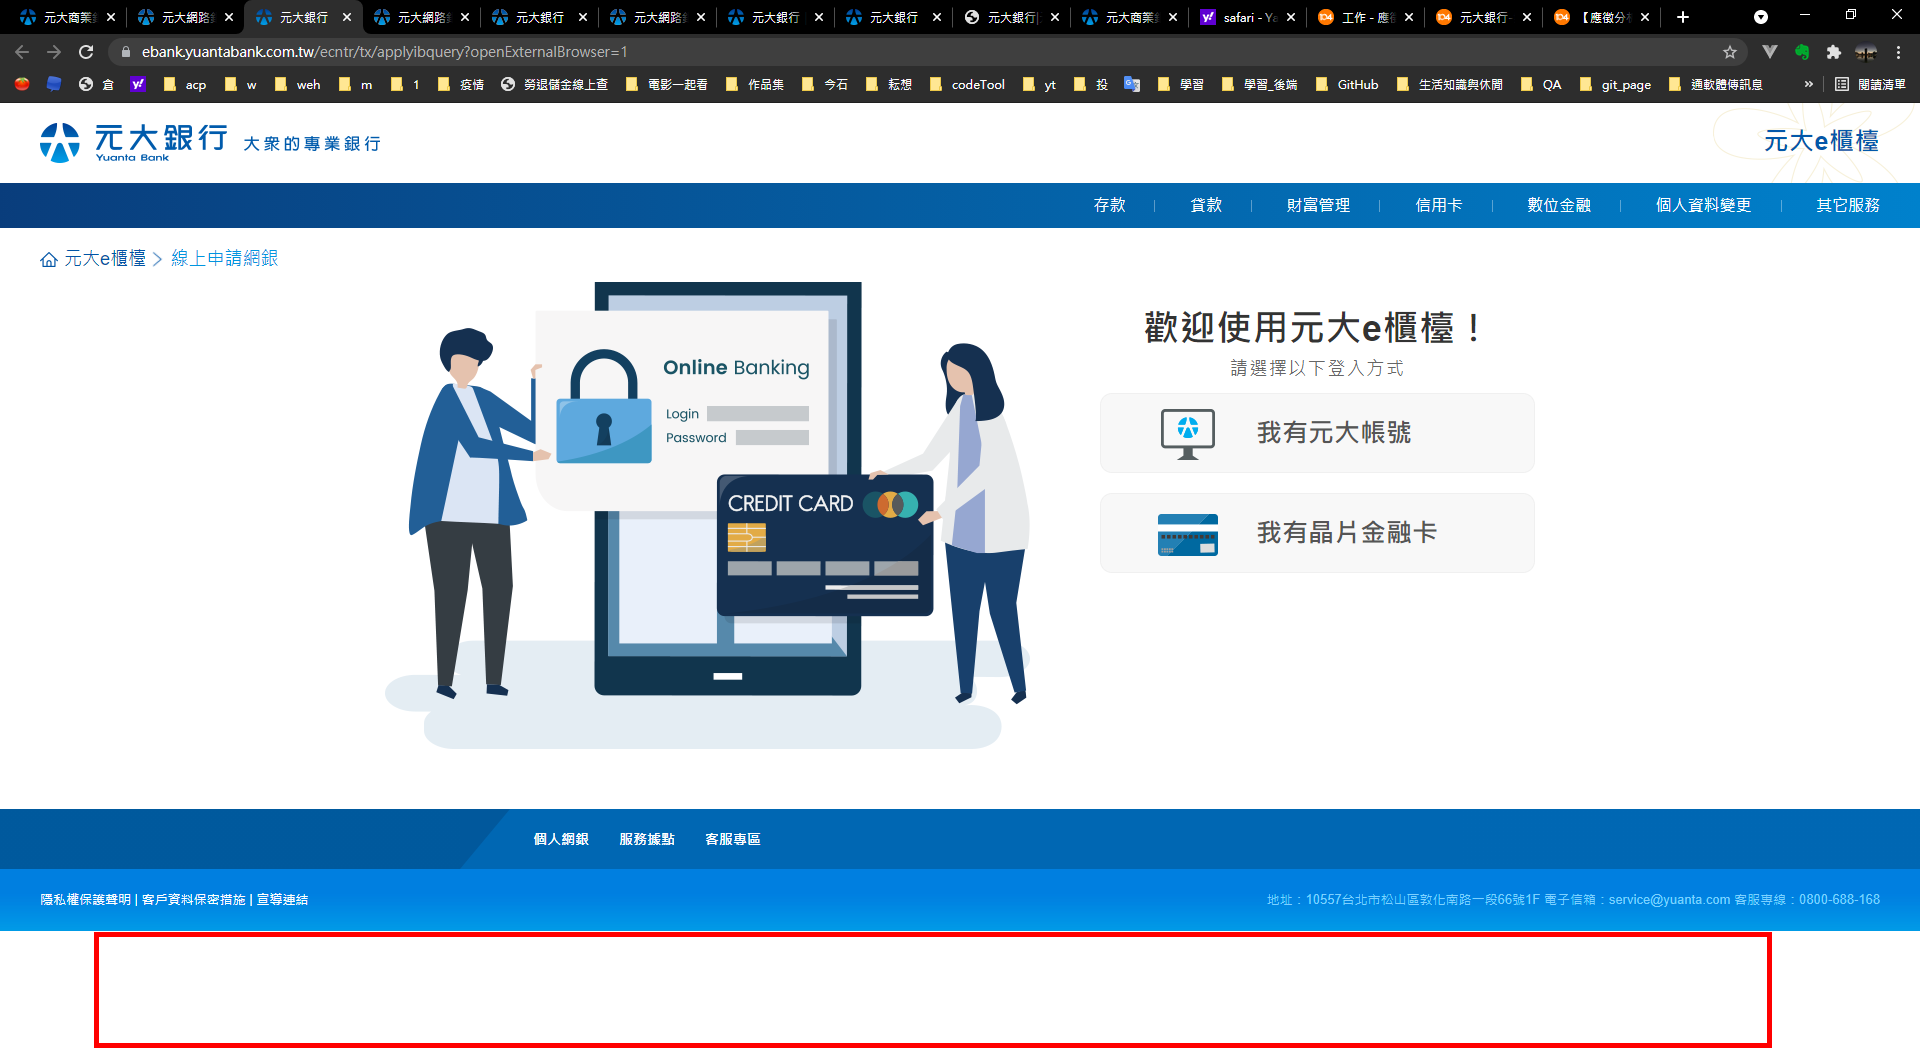 元大商業
元大網路
元大銀行
元大網路
元大銀行
元大網路
元大銀行
元大銀行
元大銀行
元大商業
safari - Ya
工作 - 應
元大銀行-
【應徵分
ebank.yuantabank.com.tw/ecntr/tx/applyibquery?openExternalBrowser=1
倉 acp w weh m 1 疫情 勞退儲金線上查 電影一起看 作品集 今石 耘想 codeTool yt 投 學習 學習_後端 GitHub 生活知識與休閒 QA git_page 通軟體傳訊息 » 閱讀清單
元大銀行 大眾的專業銀行
Yuanta Bank
元大e櫃檯
存款 | 貸款 | 財富管理 | 信用卡 | 數位金融 | 個人資料變更 | 其它服務
元大e櫃檯 > 線上申請網銀
Online Banking
Login
Password
CREDIT CARD
歡迎使用元大e櫃檯！
請選擇以下登入方式
我有元大帳號
我有晶片金融卡
個人網銀 服務據點 客服專區
隱私權保護聲明 | 客戶資料保密措施 | 宣導連結
地址：10557台北市松山區敦化南路一段66號1F 電子信箱：service@yuanta.com 客服專線：0800-688-168